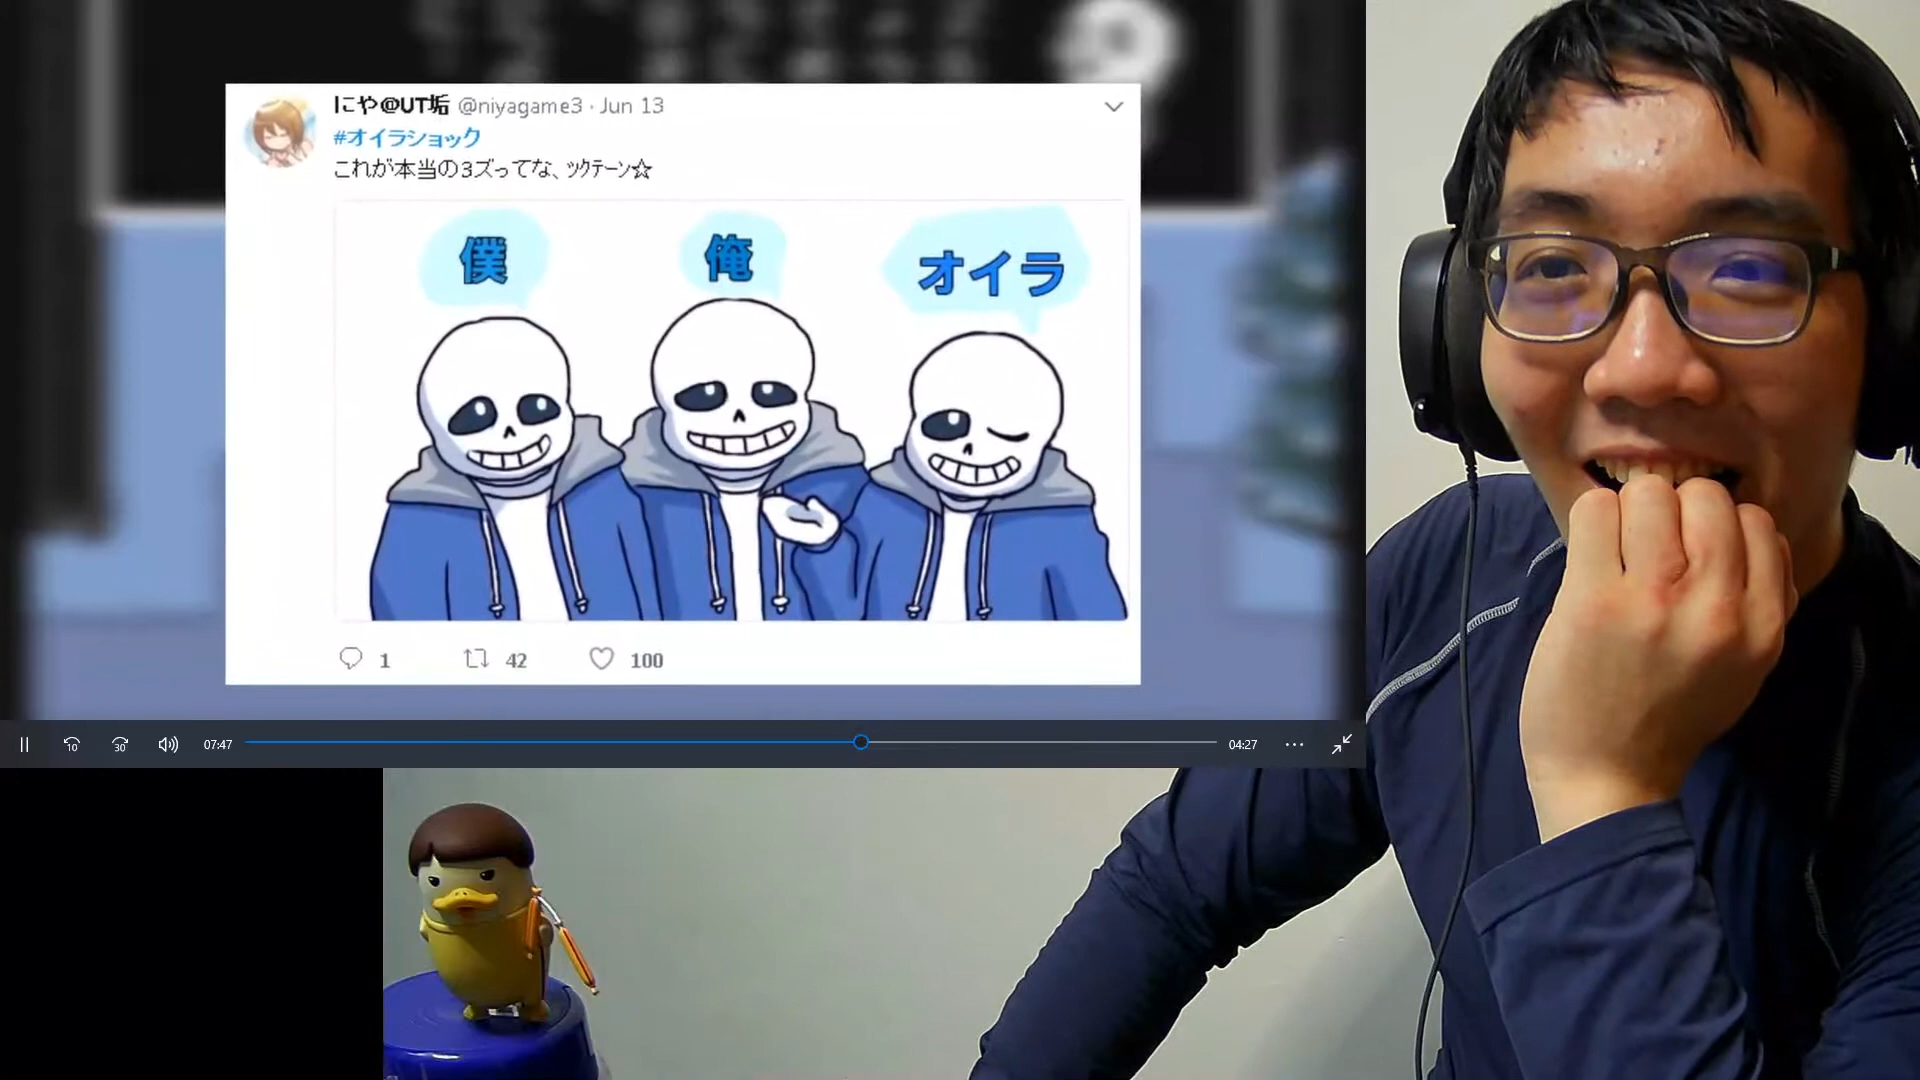 にや@UT垢 @niyagame3 · Jun 13
#オイラショック
これが本当の3ズってな、ﾂｸﾃｰﾝ☆
僕
俺
オイラ
1 42 100
10 30 07:47 04:27